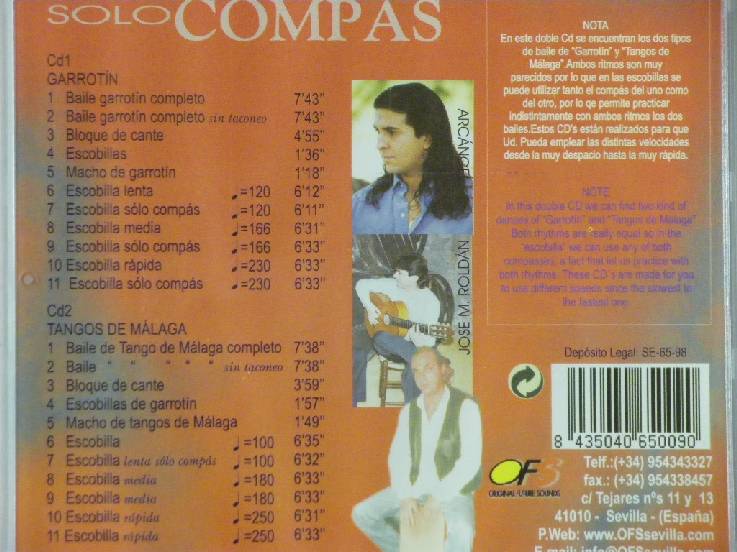 SOLO COMPAS
Cd1
GARROTÍN
1 Baile garrotín completo 7'43"
2 Baile garrotín completo sin taconeo 7'43"
3 Bloque de cante 4'55"
4 Escobillas 1'36"
5 Macho de garrotín 1'18"
6 Escobilla lenta ♩=120 6'12"
7 Escobilla sólo compás ♩=120 6'11"
8 Escobilla media ♩=166 6'31"
9 Escobilla sólo compás ♩=166 6'33"
10 Escobilla rápida ♩=230 6'33"
11 Escobilla sólo compás ♩=230 6'33"
Cd2
TANGOS DE MÁLAGA
1 Baile de Tango de Málaga completo 7'38"
2 Baile " " " " " sin taconeo 7'38"
3 Bloque de cante 3'59"
4 Escobillas de garrotín 1'57"
5 Macho de tangos de Málaga 1'49"
6 Escobilla ♩=100 6'35"
7 Escobilla lenta sólo compás ♩=100 6'32"
8 Escobilla media ♩=180 6'33"
9 Escobilla media ♩=180 6'33"
10 Escobilla rápida ♩=250 6'31"
11 Escobilla rápida ♩=250 6'33"
ARCÁNGEL
JOSE M. ROLDÁN
NOTA
En este doble Cd se encuentran los dos tipos
de baile de "Garrotín" y "Tangos de
Málaga".Ambos ritmos son muy
parecidos por lo que en las escobillas se
puede utilizar tanto el compás del uno como
del otro, por lo qe permite practicar
indistintamente con ambos ritmos los dos
bailes.Estos CD's están realizados para que
Ud. Pueda emplear las distintas velocidades
desde la muy despacio hasta la muy rápida.
NOTE
In this double CD we can find two kind of
dances of "Garrotín" and "Tangos de Málaga"
Both rhythms are really equal so in the
"escobilla" we can use any of both
compasses, a fact that let us practice with
both rhythms. These CD's are made for you
to use different speeds since the slowest to
the fastest one.
Depósito Legal: SE-65-98
8 435040 650090
OFS
ORIGINAL FUTURE SOUNDS
Telf.:(+34) 954343327
fax.: (+34) 954338457
c/ Tejares nºs 11 y 13
41010 - Sevilla - (España)
P.Web: www.OFSsevilla.com
E-mail: info@OFSsevilla.com